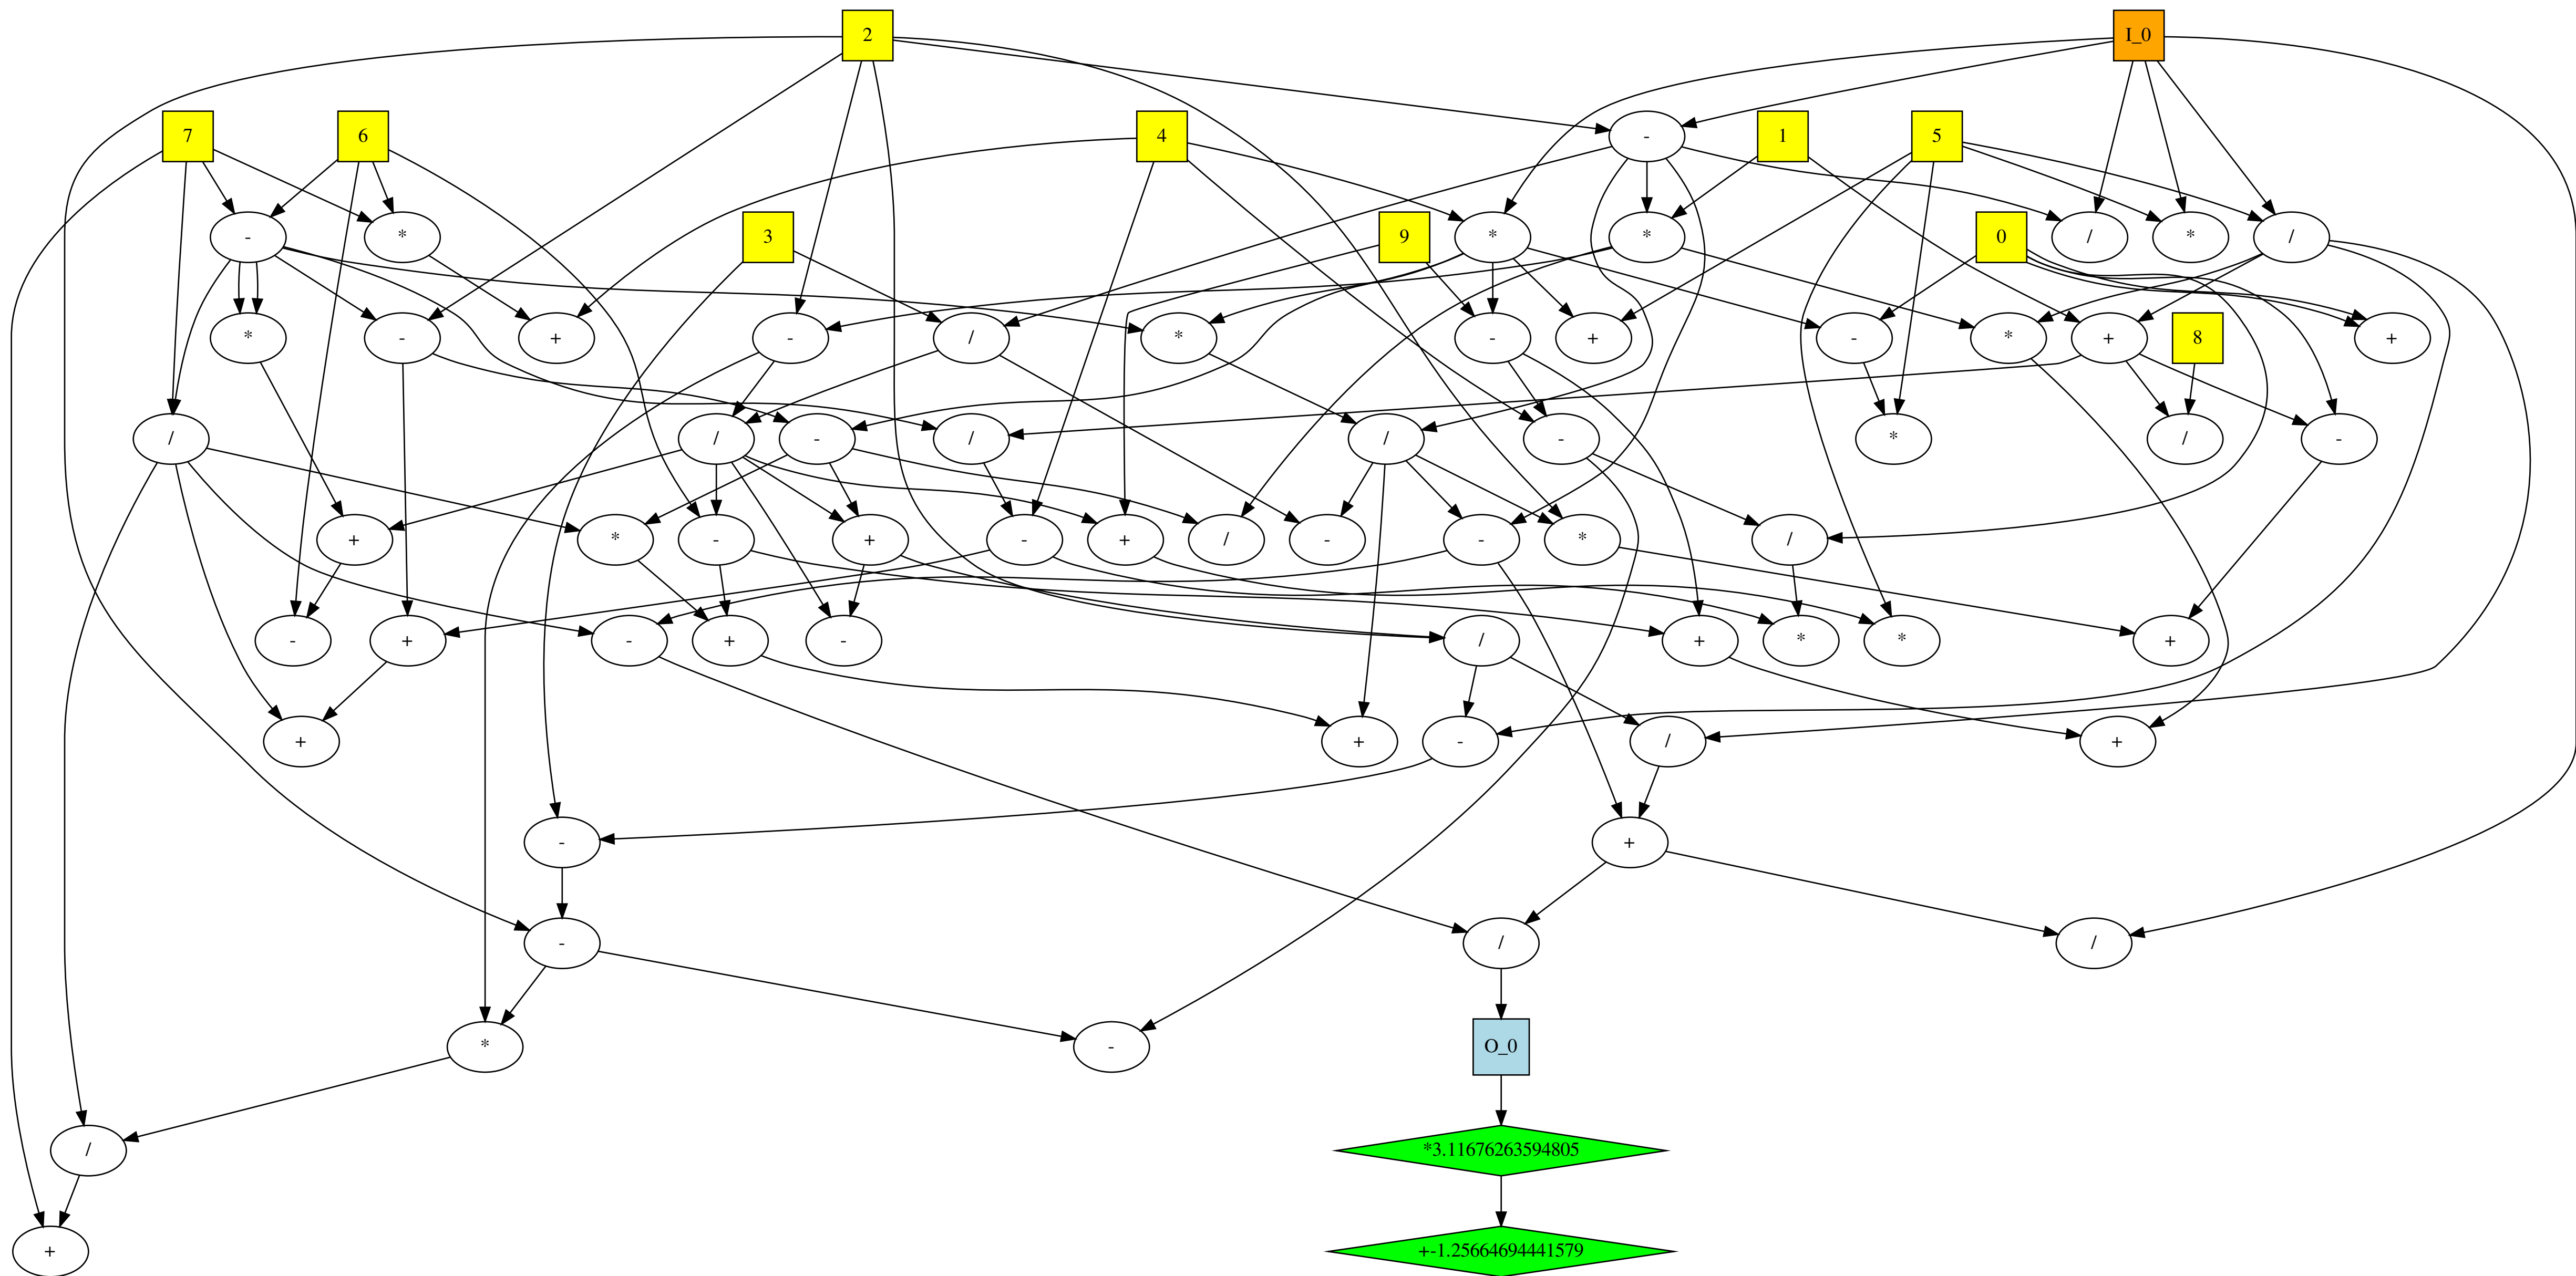 2 I_0
7 6 4 - 1 5
- * 3 9 * * 0 / * /
* - + - / * - + - * + 8 +
/ / - / / - * / -
+ * - + - + / - - * /
- + - + - / + * * +
+ + - / +
- +
- / /
* - O_0
/ *3.11676263594805
+ +-1.25664694441579